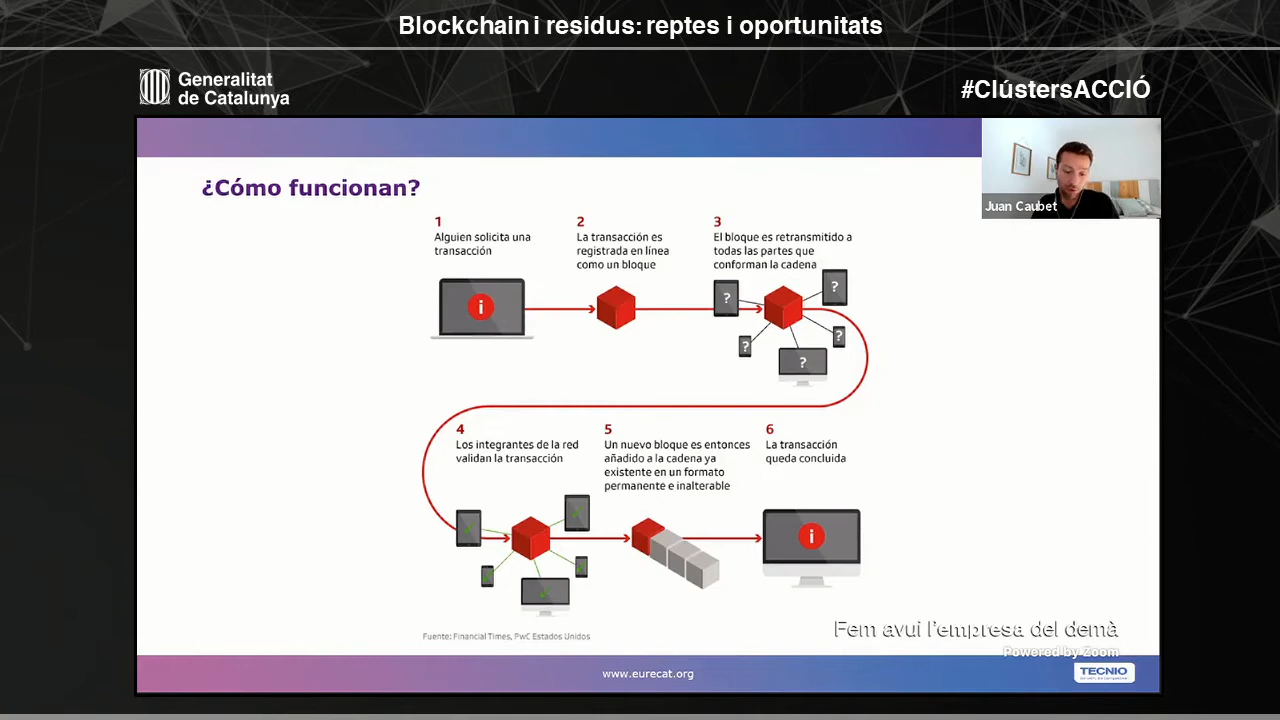 Blockchain i residus: reptes i oportunitats
Generalitat
de Catalunya
#ClústersACCIÓ
Juan Caubet
¿Cómo funcionan?
1
Alguien solicita una
transacción
i
2
La transacción es
registrada en línea
como un bloque
3
El bloque es retransmitido a
todas las partes que
conforman la cadena
?
?
?
?
?
4
Los integrantes de la red
validan la transacción
5
Un nuevo bloque es entonces
añadido a la cadena ya
existente en un formato
permanente e inalterable
6
La transacción
queda concluida
i
Fuente: Financial Times, PwC Estados Unidos
Fem avui l'empresa del demà
Powered by Zoom
www.eurecat.org
TECNIO